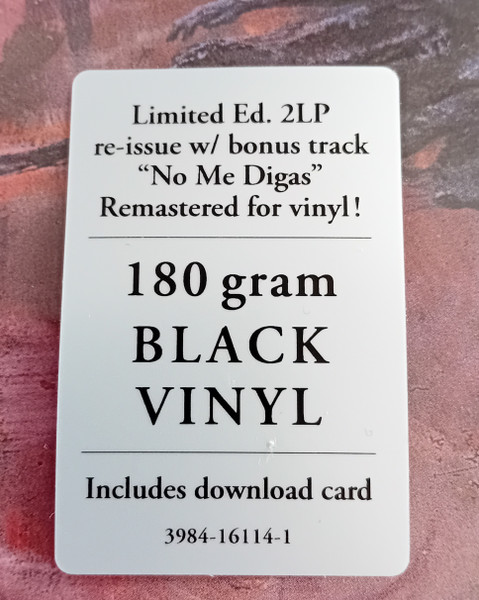 Limited Ed. 2LP
re-issue w/ bonus track
“No Me Digas”
Remastered for vinyl!
180 gram
BLACK
VINYL
Includes download card
3984-16114-1